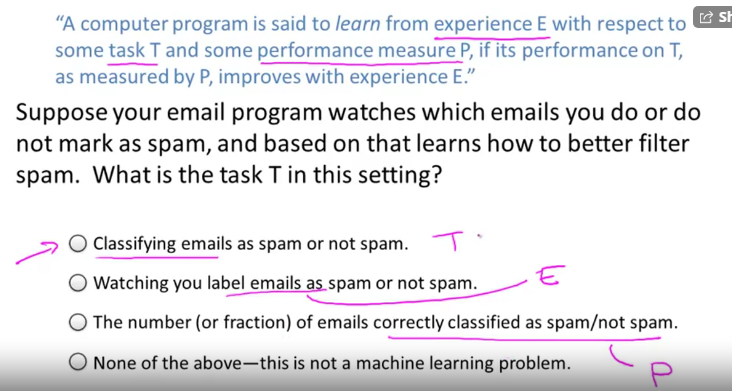 “A computer program is said to learn from experience E with respect to
Sh
some task T and some performance measure P, if its performance on T,
as measured by P, improves with experience E.”
Suppose your email program watches which emails you do or do
not mark as spam, and based on that learns how to better filter
spam. What is the task T in this setting?
Classifying emails as spam or not spam. T
Watching you label emails as spam or not spam. E
The number (or fraction) of emails correctly classified as spam/not spam.
None of the above—this is not a machine learning problem. P